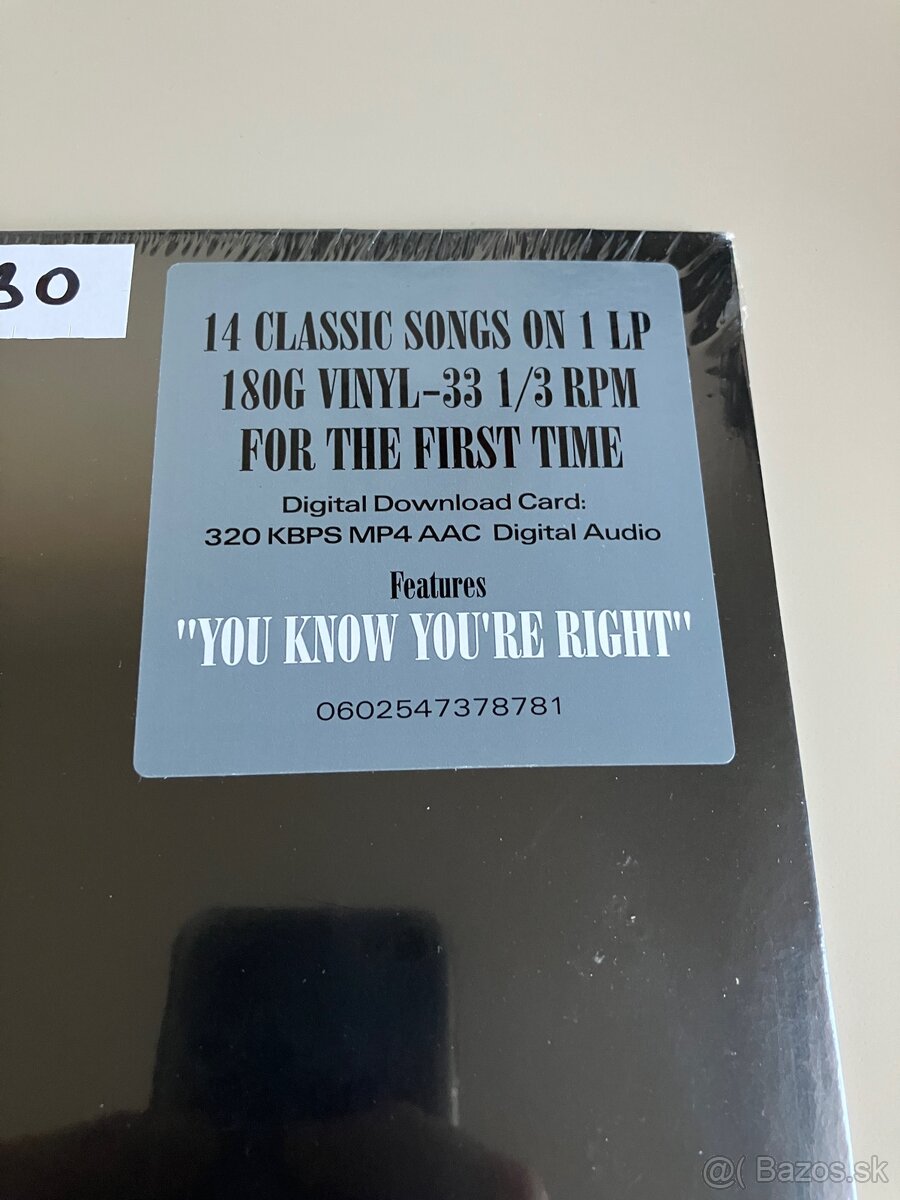 14 CLASSIC SONGS ON 1 LP
180G VINYL-33 1/3 RPM
FOR THE FIRST TIME
Digital Download Card:
320 KBPS MP4 AAC Digital Audio
Features
"YOU KNOW YOU'RE RIGHT"
0602547378781
@( Bazos.sk